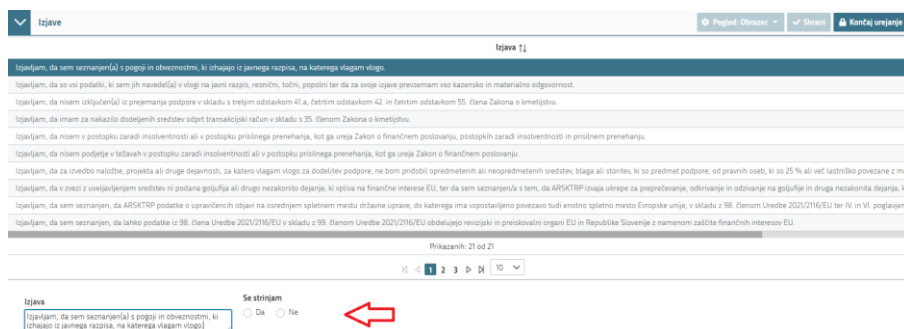 Izjave
Pogled: Obrazec
Shrani
Končaj urejanje
Izjava
Izjavljam, da sem seznanjen(a) s pogoji in obveznostmi, ki izhajajo iz javnega razpisa, na katerega vlagam vlogo.
Izjavljam, da so vsi podatki, ki sem jih navedel(a) v vlogi na javni razpis, resnični, točni, popolni ter da za svoje izjave prevzemam vso kazensko in materialno odgovornost.
Izjavljam, da nisem izključen(a) iz prejemanja podpore v skladu s tretjim odstavkom 41.a, četrtim odstavkom 42. in četrtim odstavkom 55. člena Zakona o kmetijstvu.
Izjavljam, da imam za nakazilo dodeljenih sredstev odprt transakcijski račun v skladu s 35. členom Zakona o kmetijstvu.
Izjavljam, da nisem v postopku zaradi insolventnosti ali v postopku prisilnega prenehanja, kot ga ureja Zakon o finančnem poslovanju, postopkih zaradi insolventnosti in prisilnem prenehanju.
Izjavljam, da nisem podjetje v težavah v postopku zaradi insolventnosti ali v postopku prisilnega prenehanja, kot ga ureja Zakon o finančnem poslovanju.
Izjavljam, da za izvedbo naložbe, projekta ali druge dejavnosti, za katero vlagam vlogo za dodelitev podpore, ne bom pridobil opredmetenih ali neopredmetenih sredstev, blaga ali storitev, ki so predmet podpore, od pravnih oseb, ki so 25 % ali več lastniško povezane z
Izjavljam, da v zvezi z uveljavljenjem sredstev ni podana goljufija ali drugo nezakonito dejanje, ki vpliva na finančne interese EU, ter da sem seznanjen/a s tem, da ARSKTRP izvaja ukrepe za preprečevanje, odkrivanje in odzivanje na goljufije in druga nezakonita dejanja,
Izjavljam, da sem seznanjen, da ARSKTRP podatke o upravičencih objavi na osrednjem spletnem mestu državne uprave, do katerega ima vzpostavljeno povezavo tudi enotno spletno mesto Evropske unije, v skladu z 98. členom Uredbe 2021/2116/EU ter IV. in VI.
Izjavljam, da sem seznanjen, da lahko podatke iz 98. člena Uredbe 2021/2116/EU v skladu z 99. členom Uredbe 2021/2116/EU obdelujejo revizijski in preiskovalni organi EU in Republike Slovenije z namenom zaščite finančnih interesov EU.
Prikazanih: 21 od 21
1 2 3 10
Izjava
Izjavljam, da sem seznanjen(a) s pogoji in obveznostmi, ki
izhajajo iz javnega razpisa, na katerega vlagam vlogo.
Se strinjam
Da Ne